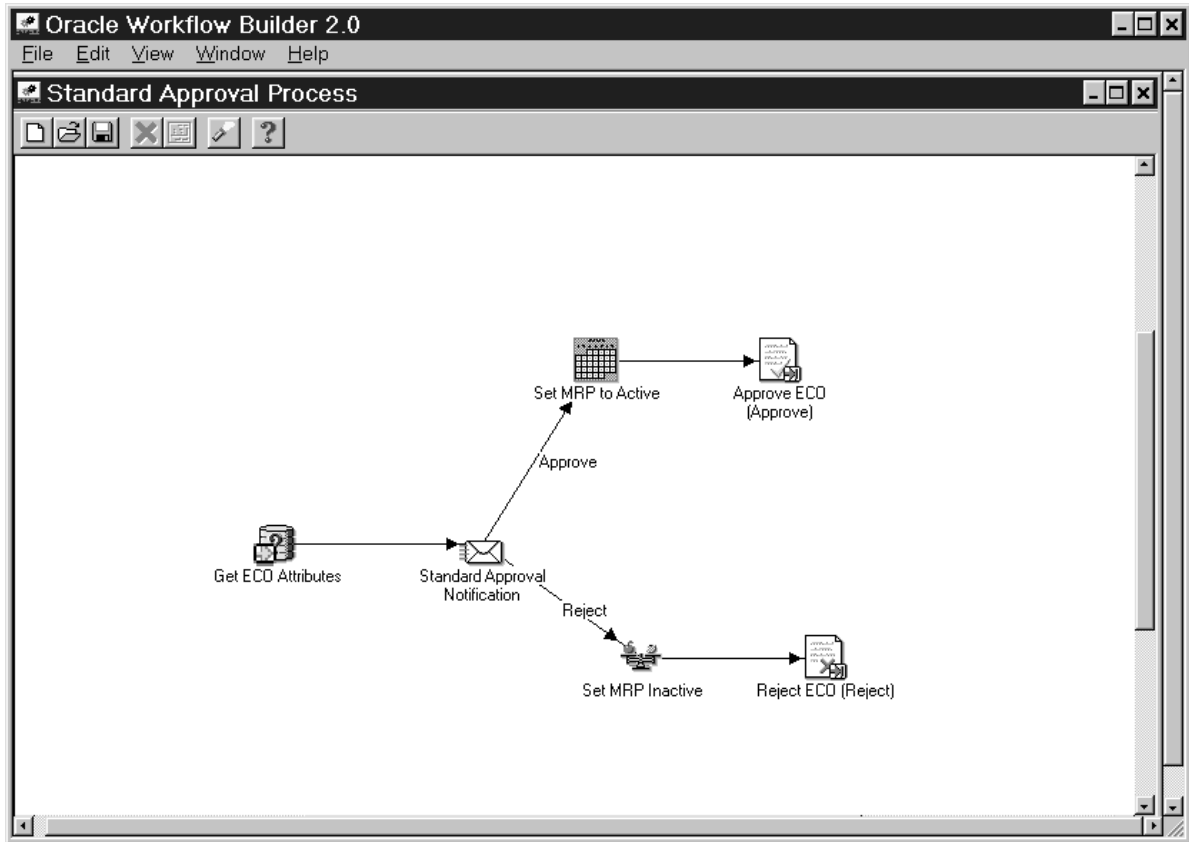 Oracle Workflow Builder 2.0
File Edit View Window Help
Standard Approval Process
Set MRP to Active
Approve ECO
(Approve)
Approve
Get ECO Attributes
Standard Approval
Notification
Reject
Set MRP Inactive
Reject ECO (Reject)